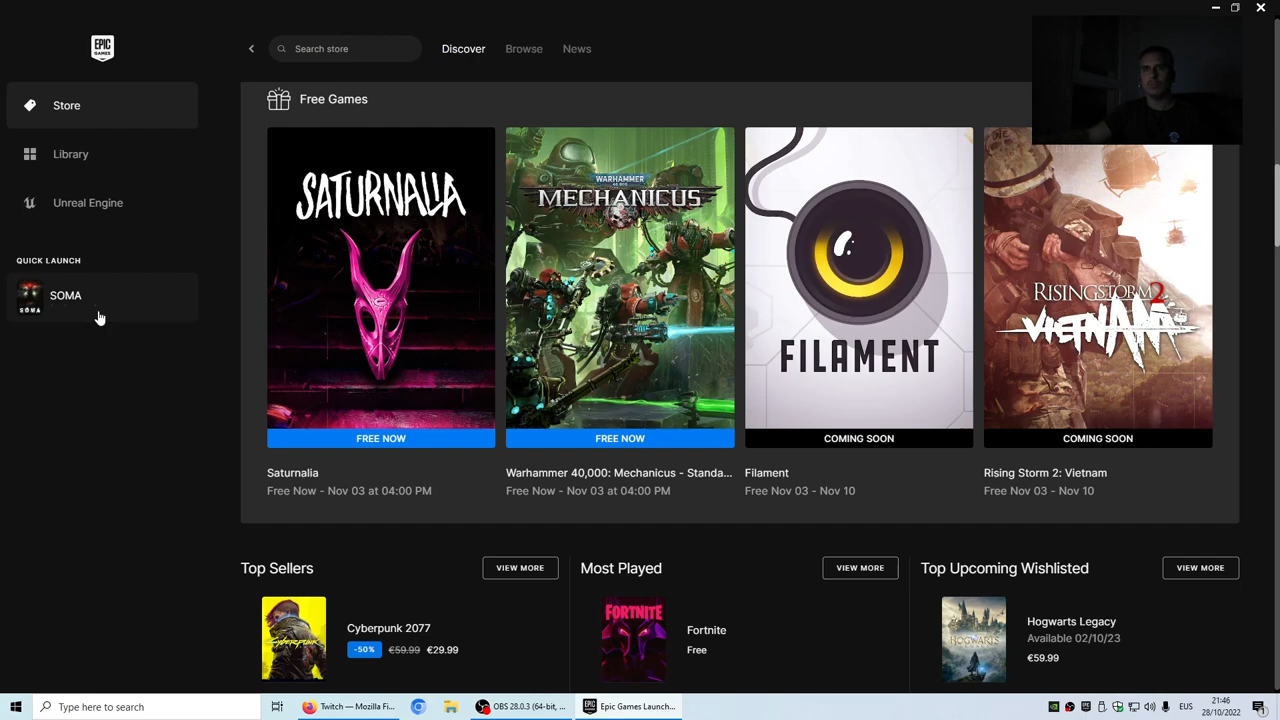 EPIC
GAMES
Search store
Discover
Browse
News
Store
Library
Unreal Engine
QUICK LAUNCH
SOMA
SOMA
Free Games
SATURNALIA
WARHAMMER
40,000
MECHANICUS
FILAMENT
RISING STORM 2
VIETNAM
FREE NOW
FREE NOW
COMING SOON
COMING SOON
Saturnalia
Free Now - Nov 03 at 04:00 PM
Warhammer 40,000: Mechanicus - Standa...
Free Now - Nov 03 at 04:00 PM
Filament
Free Nov 03 - Nov 10
Rising Storm 2: Vietnam
Free Nov 03 - Nov 10
Top Sellers
VIEW MORE
Cyberpunk
Cyberpunk 2077
-50% €59.99 €29.99
Most Played
VIEW MORE
FORTNITE
Fortnite
Free
Top Upcoming Wishlisted
VIEW MORE
HOGWARTS
Hogwarts Legacy
Available 02/10/23
€59.99
Type here to search
Twitch — Mozilla Fi...
OBS 28.0.3 (64-bit, ...
Epic Games Launch...
EUS
21:46
28/10/2022